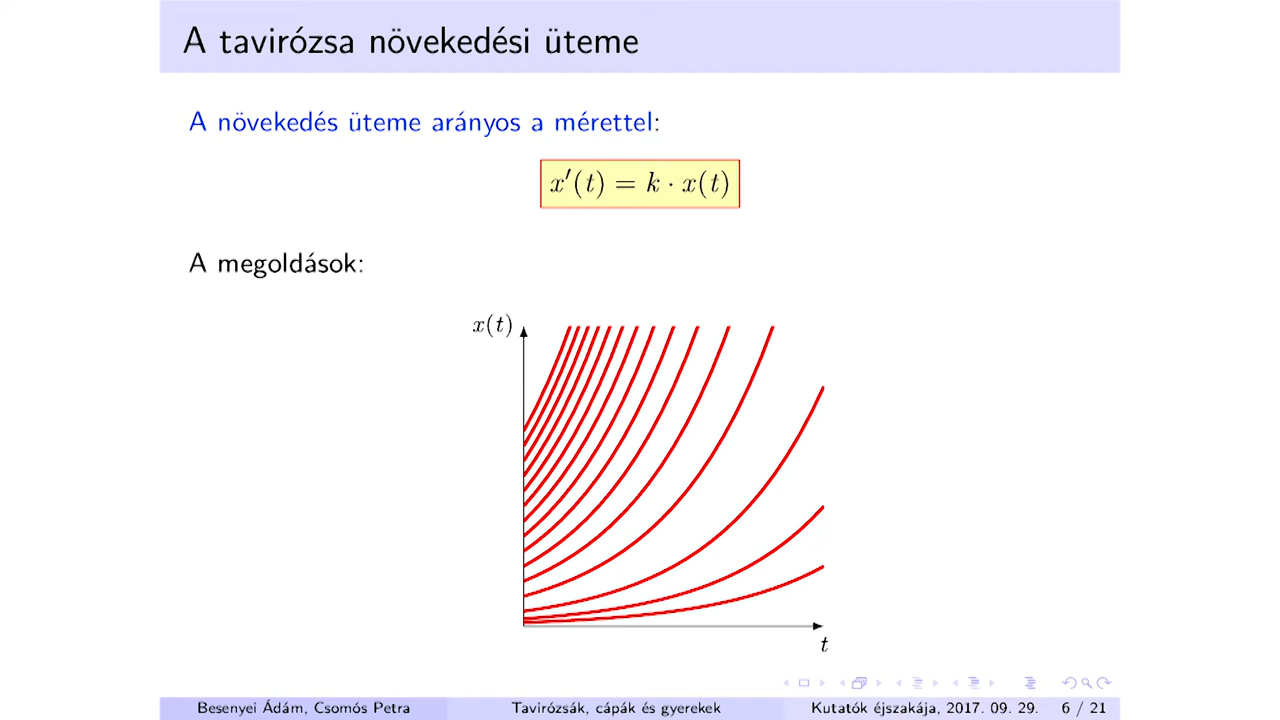 A tavirózsa növekedési üteme
A növekedés üteme arányos a mérettel:
x′(t) = k · x(t)
A megoldások:
x(t)
t
Besenyei Ádám, Csomós Petra
Tavirózsák, cápák és gyerekek
Kutatók éjszakája, 2017. 09. 29.
6 / 21